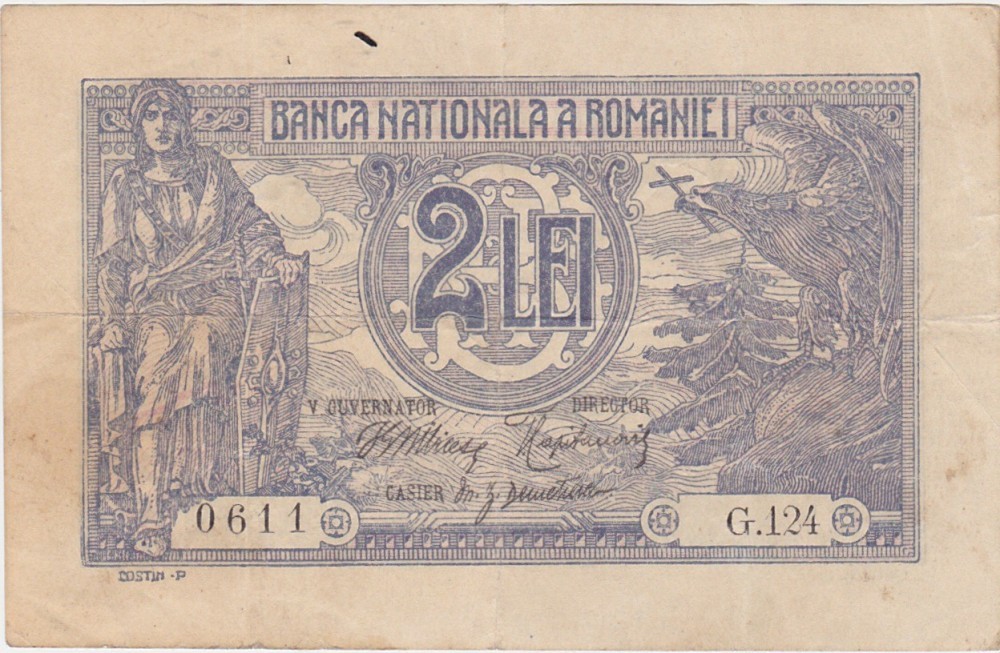 BANCA NATIONALA A ROMANIEI
2 LEI
V GUVERNATOR
DIRECTOR
CASIER
0611
G.124
COSTIN·P